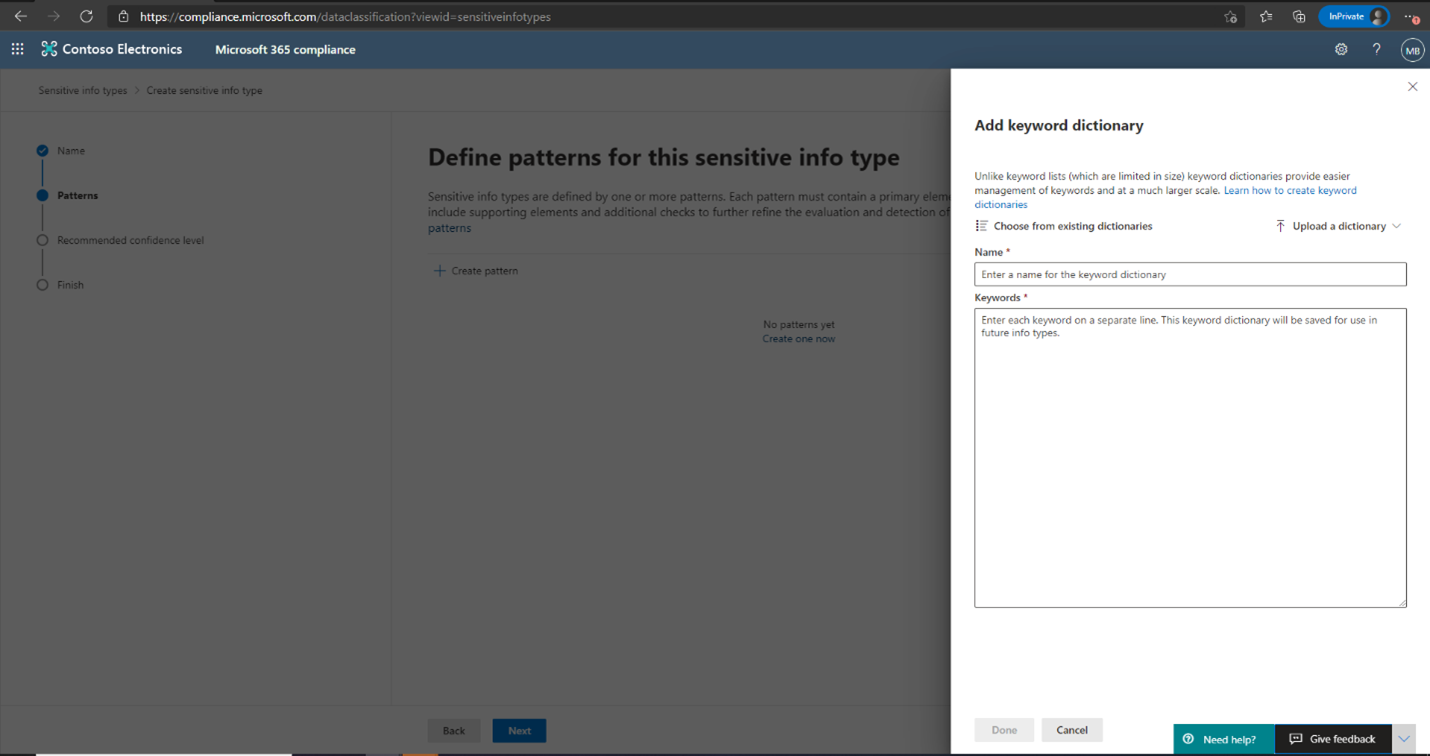 https://compliance.microsoft.com/dataclassification?viewid=sensitiveinfotypes
InPrivate
Contoso Electronics
Microsoft 365 compliance
?
MB
Sensitive info types > Create sensitive info type
Name
Patterns
Recommended confidence level
Finish
Define patterns for this sensitive info type
Sensitive info types are defined by one or more patterns. Each pattern must contain a primary elem
include supporting elements and additional checks to further refine the evaluation and detection of
patterns
+ Create pattern
No patterns yet
Create one now
Back
Next
Add keyword dictionary
Unlike keyword lists (which are limited in size) keyword dictionaries provide easier
management of keywords and at a much larger scale. Learn how to create keyword
dictionaries
Choose from existing dictionaries
Upload a dictionary
Name *
Enter a name for the keyword dictionary
Keywords *
Enter each keyword on a separate line. This keyword dictionary will be saved for use in
future info types.
Done
Cancel
Need help?
Give feedback